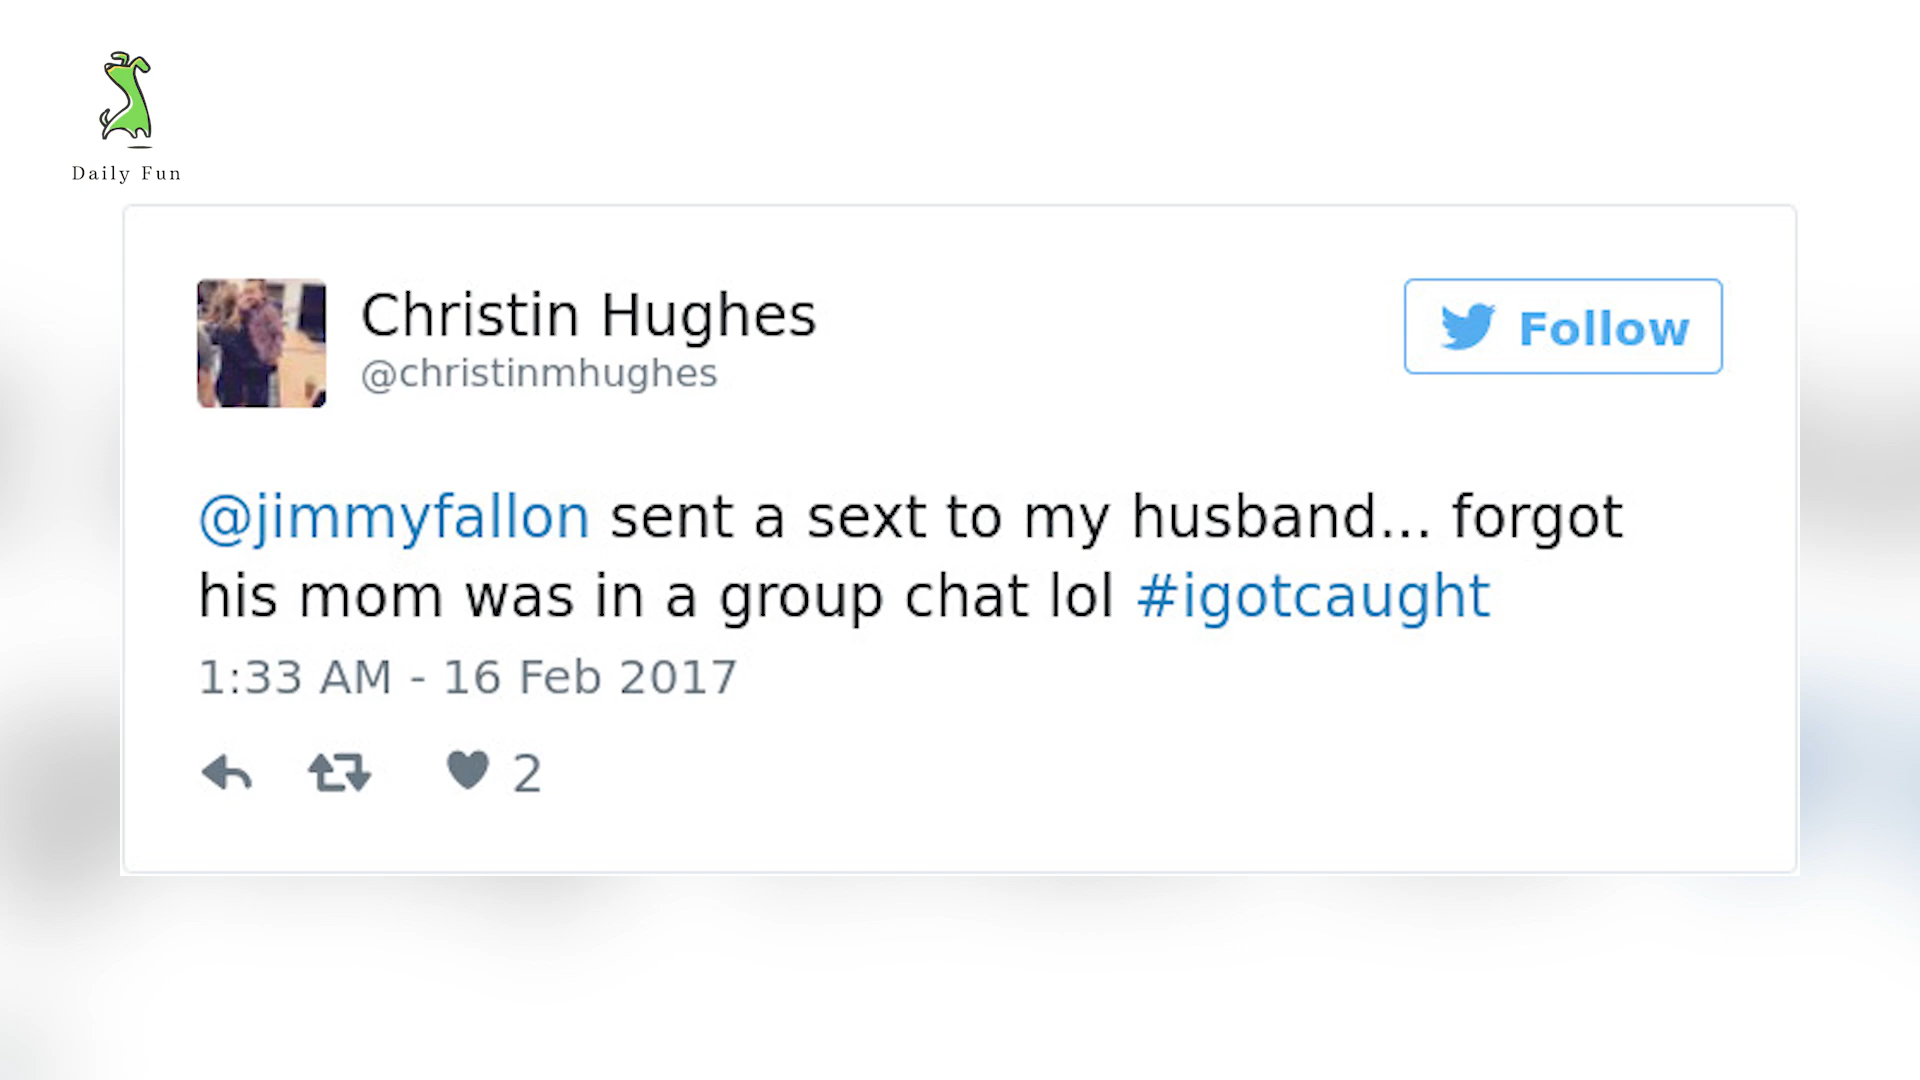 Daily Fun
Christin Hughes
@christinmhughes
Follow
@jimmyfallon sent a sext to my husband... forgot
his mom was in a group chat lol #igotcaught
1:33 AM - 16 Feb 2017
2